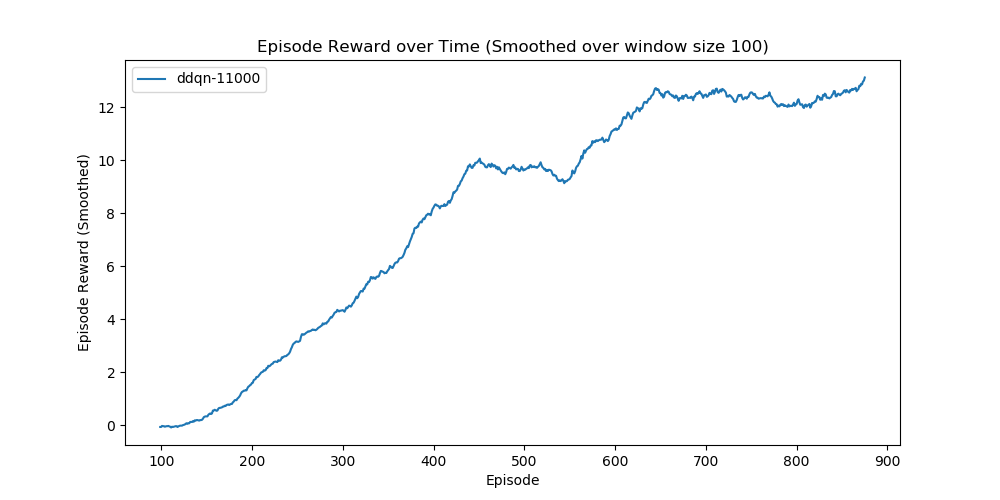 Episode Reward over Time (Smoothed over window size 100)
ddqn-11000
Episode Reward (Smoothed)
12
10
8
6
4
2
0
100 200 300 400 500 600 700 800 900
Episode